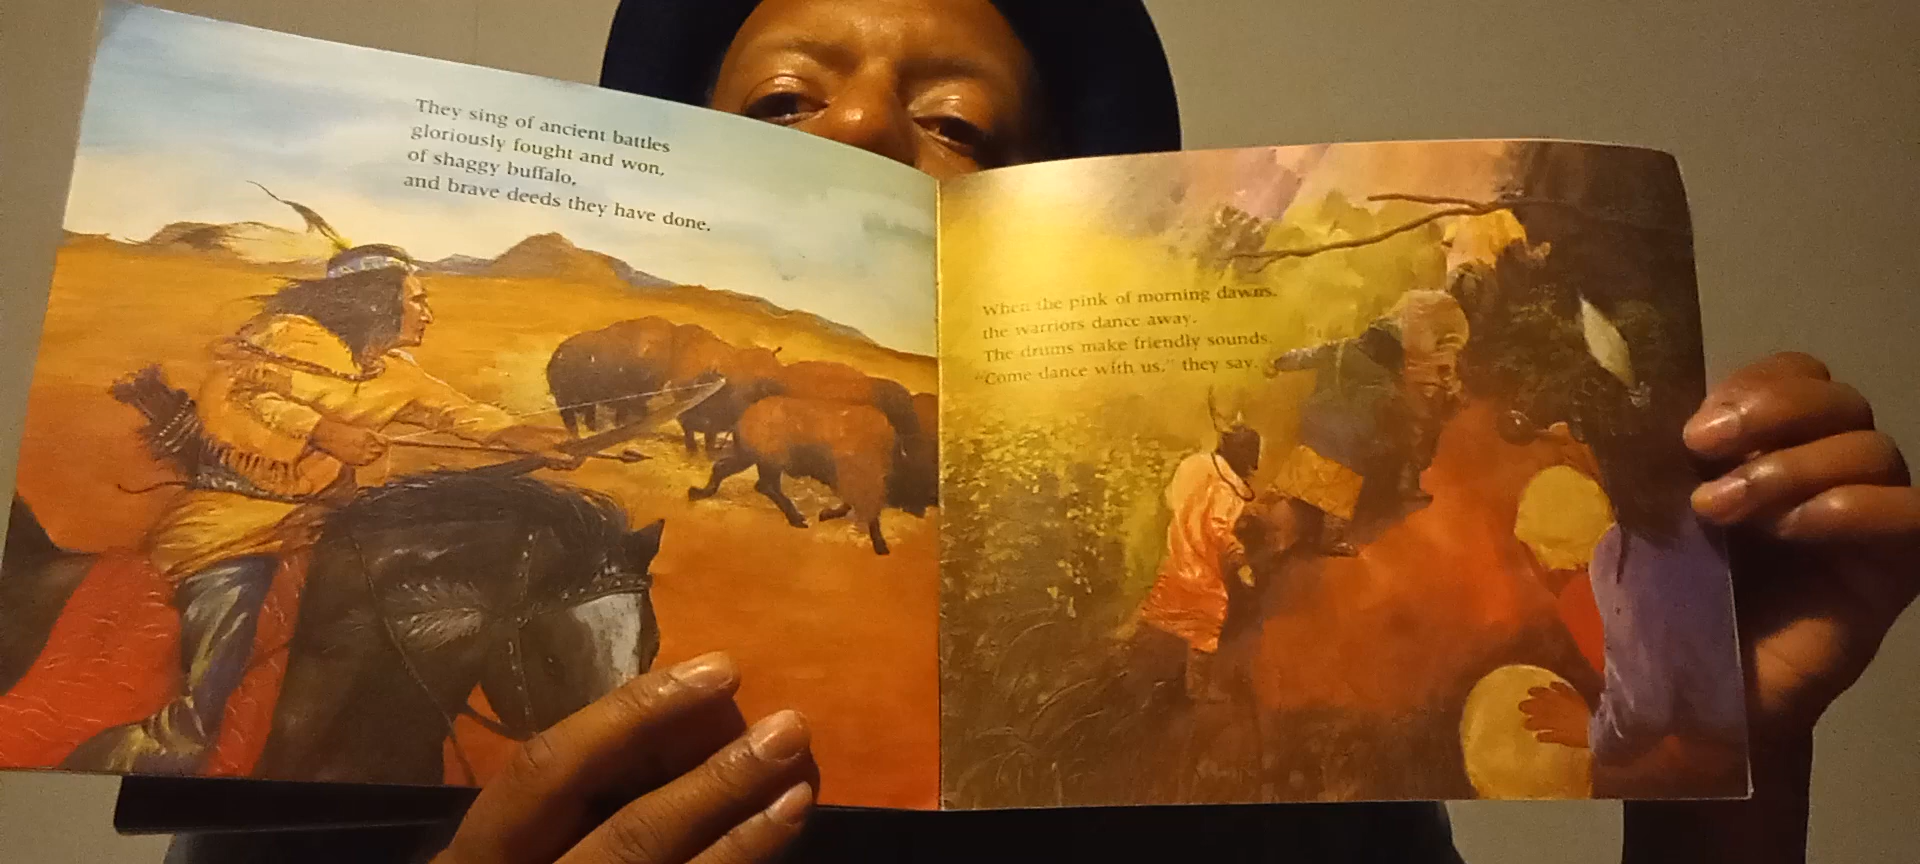 They sing of ancient battles
gloriously fought and won,
of shaggy buffalo,
and brave deeds they have done.
When the pink of morning dawns,
the warriors dance away.
The drums make friendly sounds.
"Come dance with us," they say.